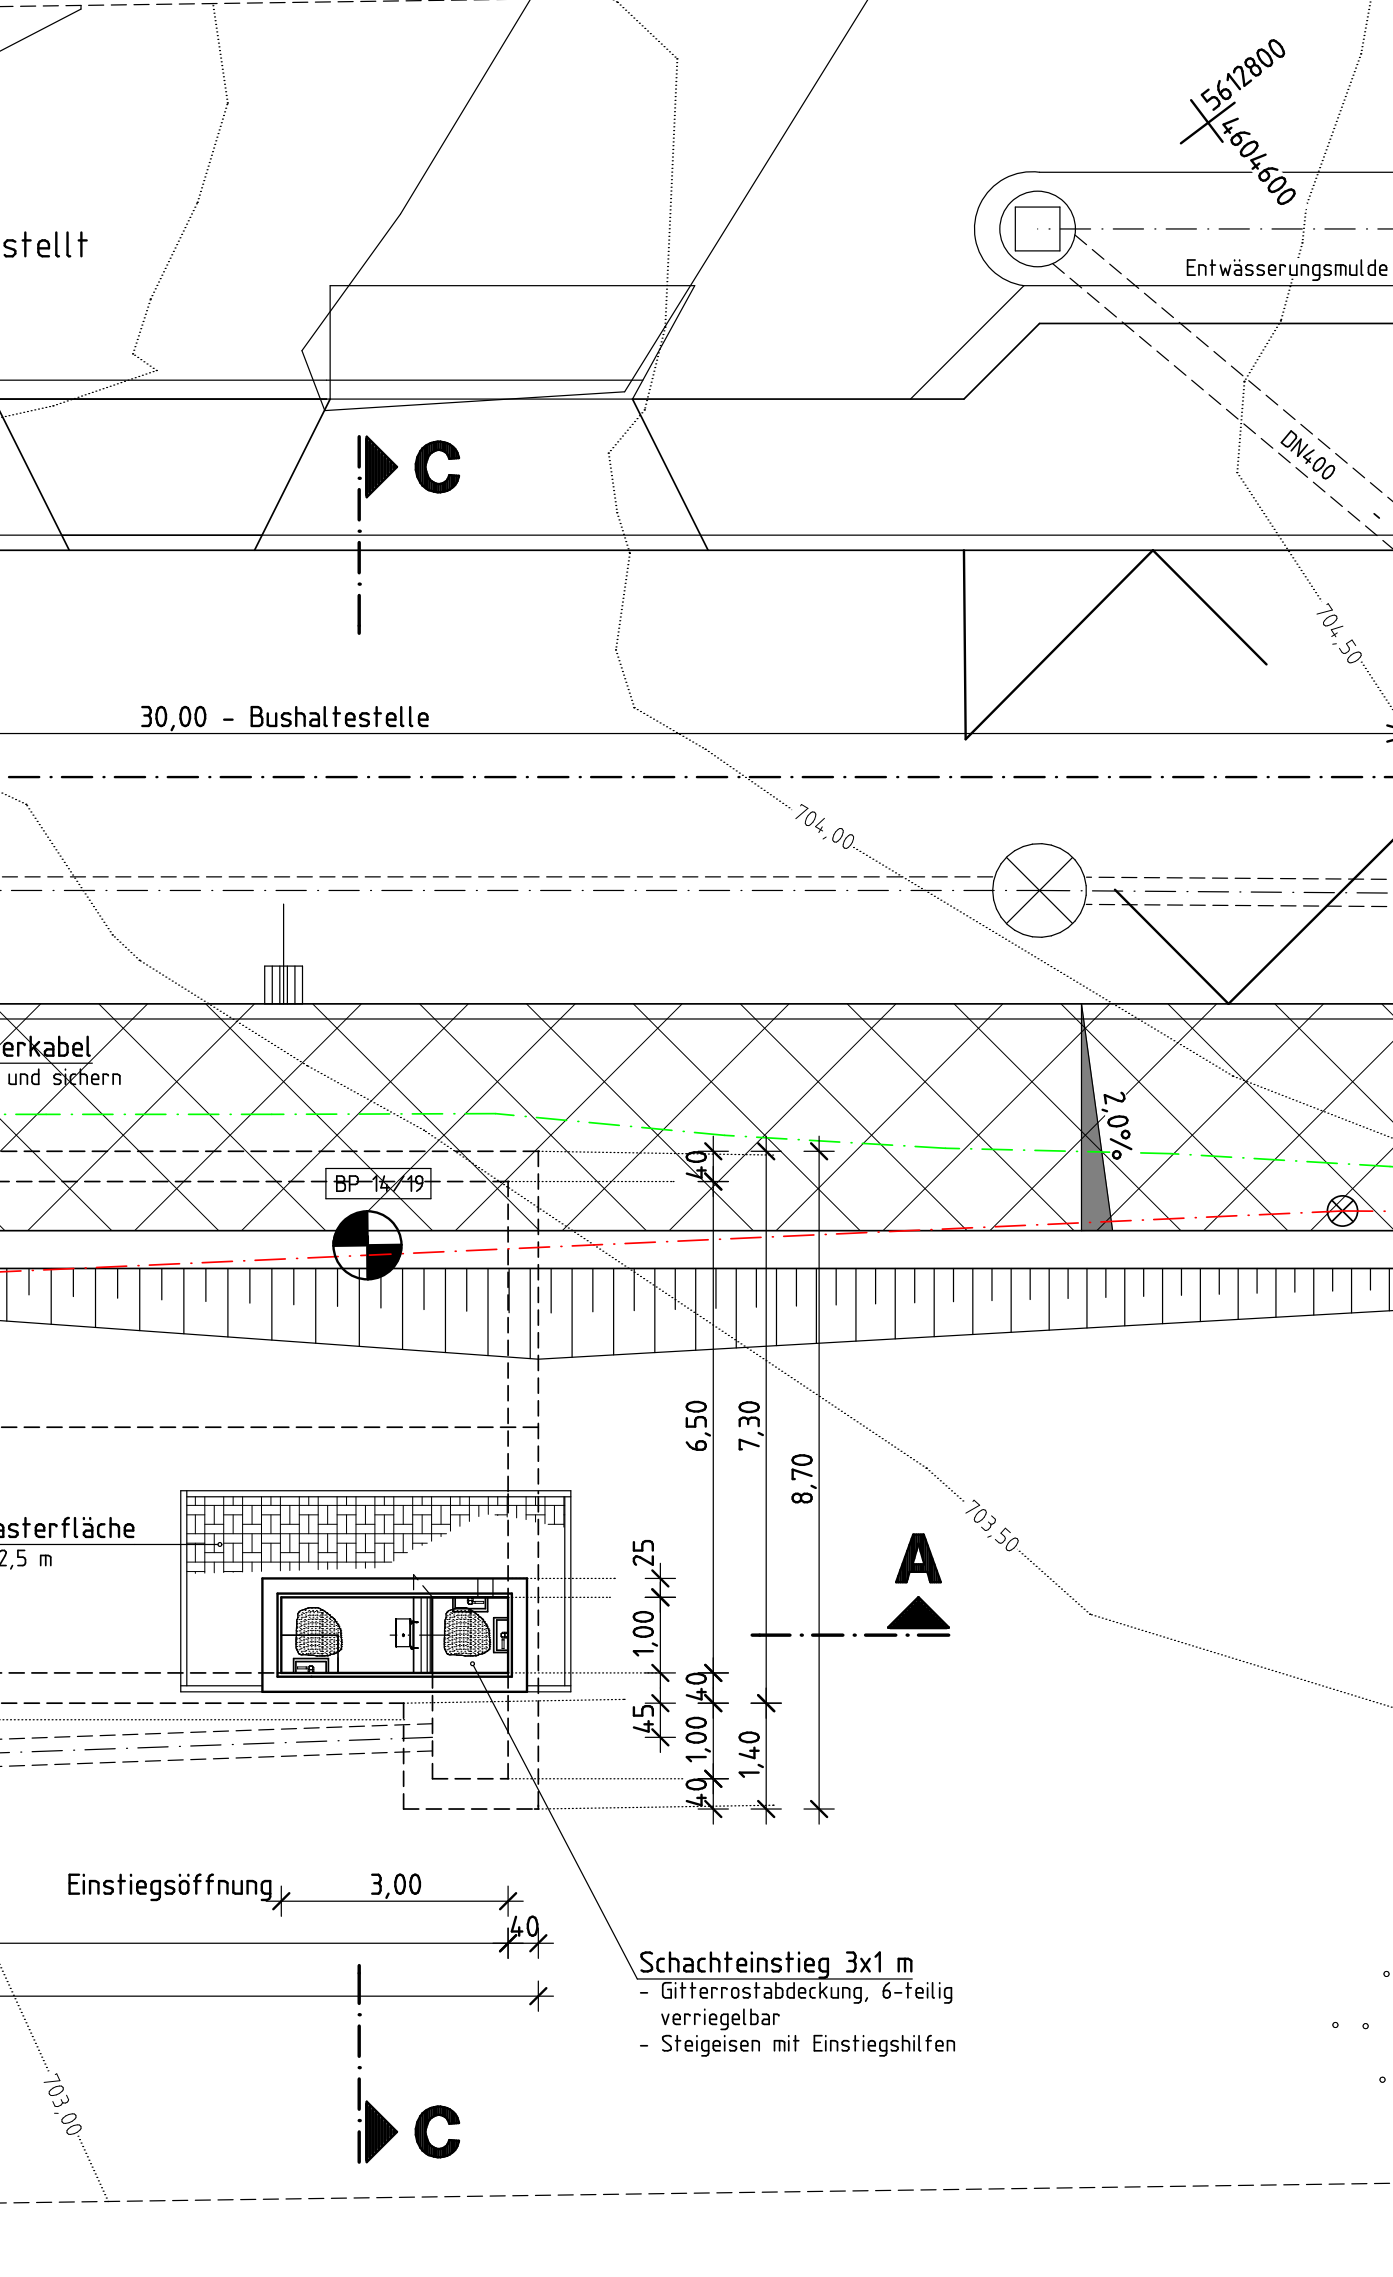 5612800
4604600
stellt
Entwässerungsmulde
C
DN400
704,50
30,00 - Bushaltestelle
704,00
erkabel
und sichern
2,0%
40
BP 14/19
6,50
7,30
8,70
703,50
asterfläche
2,5 m
25
A
1,00
40
45
1,00
1,40
40
Einstiegsöffnung
3,00
40
Schachteinstieg 3x1 m
- Gitterrostabdeckung, 6-teilig
verriegelbar
- Steigeisen mit Einstiegshilfen
703,00
C